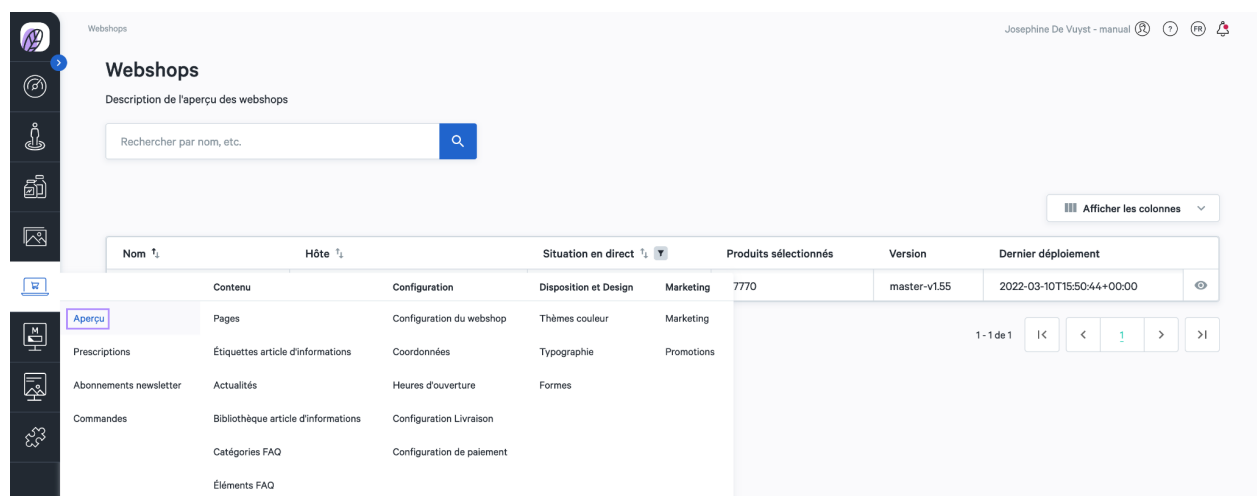 Webshops
Josephine De Vuyst - manual ? FR
Webshops
Description de l'aperçu des webshops
Rechercher par nom, etc.
Afficher les colonnes
Nom Hôte Situation en direct Produits sélectionnés Version Dernier déploiement
7770 master-v1.55 2022-03-10T15:50:44+00:00
Contenu Configuration Disposition et Design Marketing
Aperçu Pages Configuration du webshop Thèmes couleur Marketing
Prescriptions Étiquettes article d'informations Coordonnées Typographie Promotions
Abonnements newsletter Actualités Heures d'ouverture Formes
Commandes Bibliothèque article d'informations Configuration Livraison
Catégories FAQ Configuration de paiement
Éléments FAQ
1 - 1 de 1 1
M